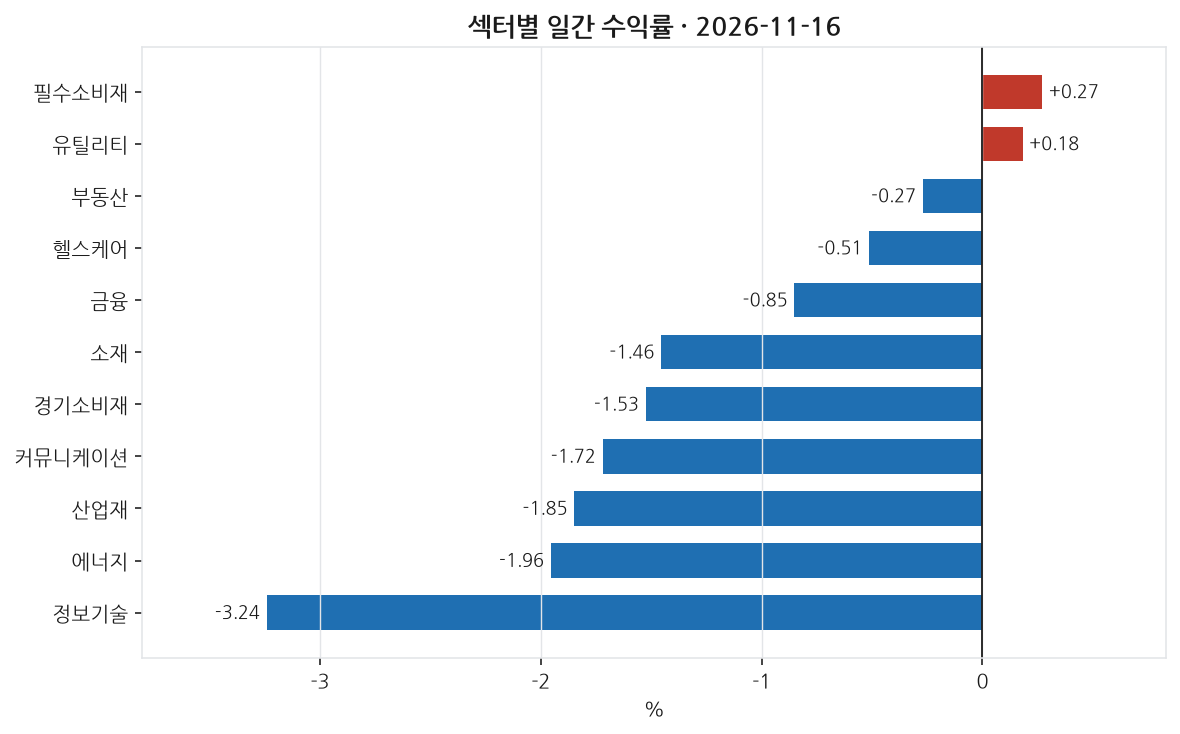 섹터별 일간 수익률 · 2026-11-16
필수소비재 +0.27
유틸리티 +0.18
부동산 -0.27
헬스케어 -0.51
금융 -0.85
소재 -1.46
경기소비재 -1.53
커뮤니케이션 -1.72
산업재 -1.85
에너지 -1.96
정보기술 -3.24
-3 -2 -1 0
%